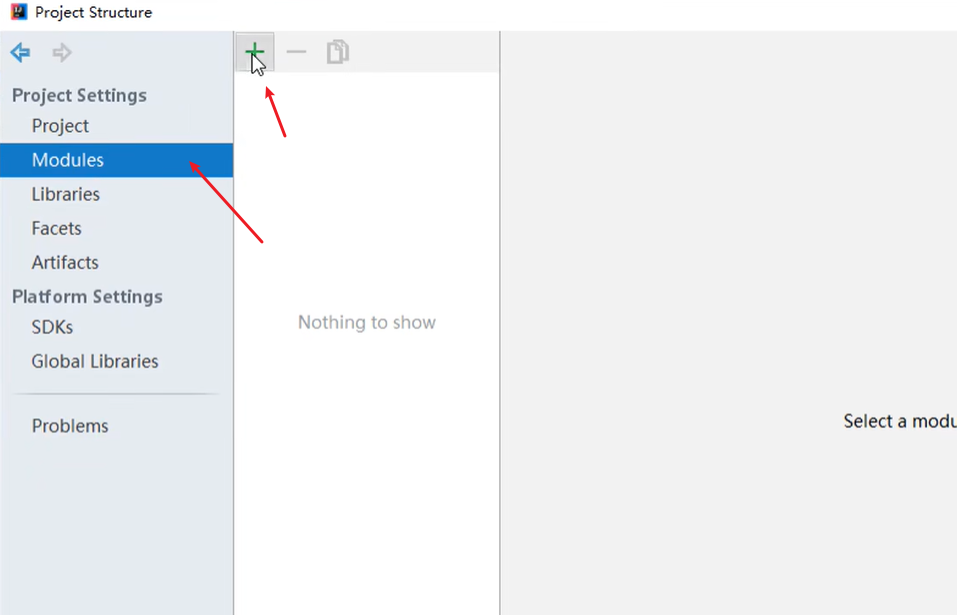 Project Structure
Project Settings
Project
Modules
Libraries
Facets
Artifacts
Platform Settings
SDKs
Global Libraries
Problems
Nothing to show
Select a modu